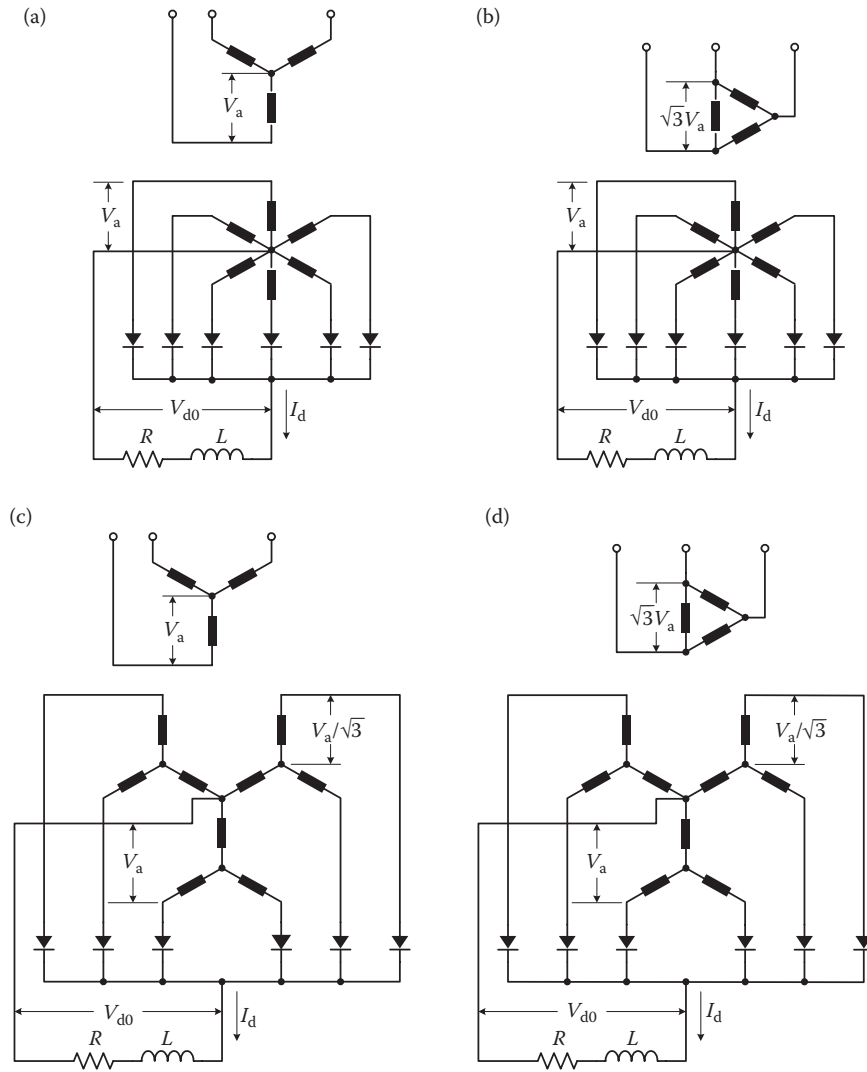 (a)
V_a
V_a
V_d0
I_d
R
L
(b)
√3V_a
V_a
V_d0
I_d
R
L
(c)
V_a
V_a/√3
V_a
V_d0
I_d
R
L
(d)
√3V_a
V_a/√3
V_a
V_d0
I_d
R
L